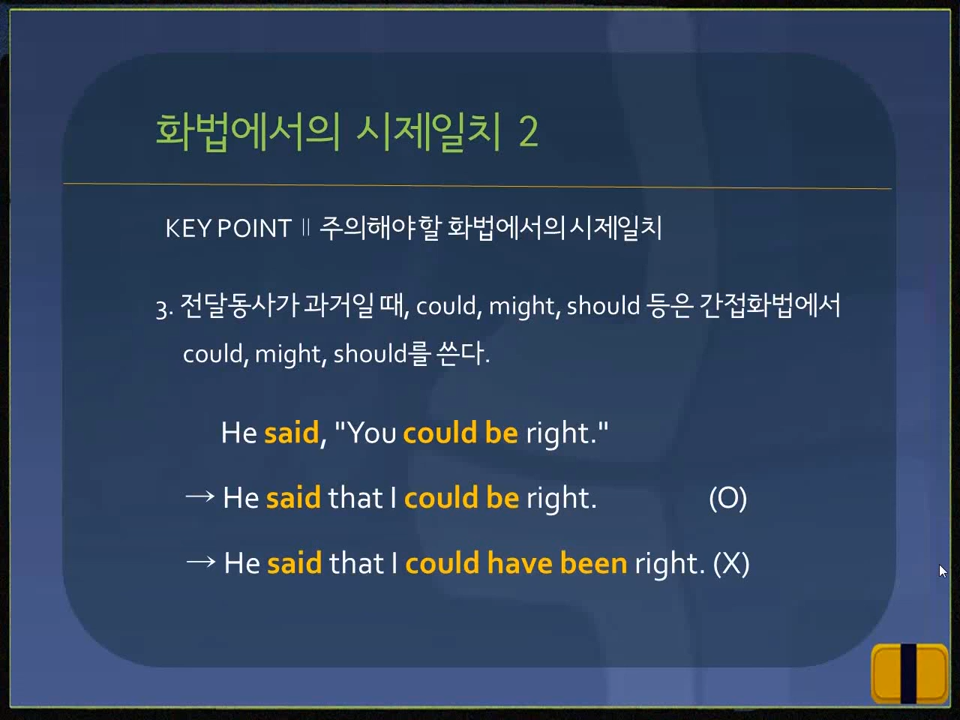 화법에서의 시제일치 2
KEY POINT Ⅱ 주의해야할 화법에서의 시제일치
3. 전달동사가 과거일 때, could, might, should 등은 간접화법에서
could, might, should를 쓴다.
He said, "You could be right."
→ He said that I could be right. (O)
→ He said that I could have been right. (X)